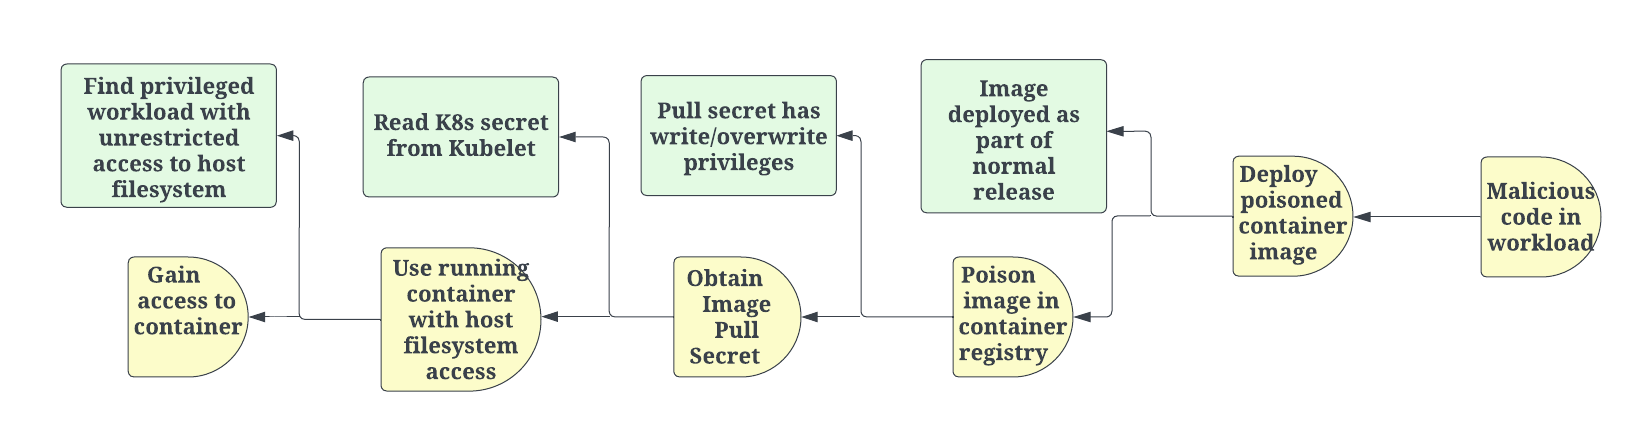 Find privileged
workload with
unrestricted
access to host
filesystem
Read K8s secret
from Kubelet
Pull secret has
write/overwrite
privileges
Image
deployed as
part of
normal
release
Deploy
poisoned
container
image
Malicious
code in
workload
Gain
access to
container
Use running
container
with host
filesystem
access
Obtain
Image
Pull
Secret
Poison
image in
container
registry